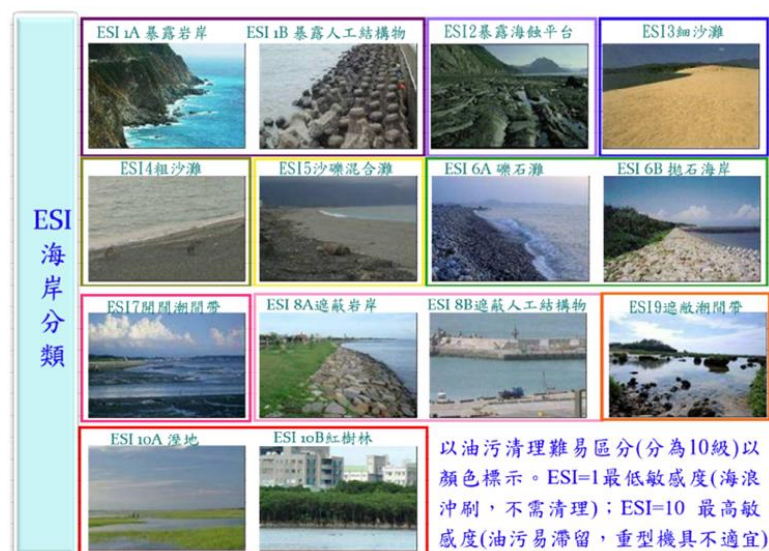 ESI
海
岸
分
類
ESI 1A 暴露岩岸
ESI 1B 暴露人工結構物
ESI2暴露海蝕平台
ESI3細沙灘
ESI4粗沙灘
ESI5沙礫混合灘
ESI 6A 礫石灘
ESI 6B 拋石海岸
ESI7開闊潮間帶
ESI 8A遮蔽岩岸
ESI 8B遮蔽人工結構物
ESI9遮蔽潮間帶
ESI 10A 溼地
ESI 10B紅樹林
以油污清理難易區分(分為10級)以
顏色標示。ESI=1最低敏感度(海浪
沖刷,不需清理);ESI=10 最高敏
感度(油污易滯留,重型機具不適宜)